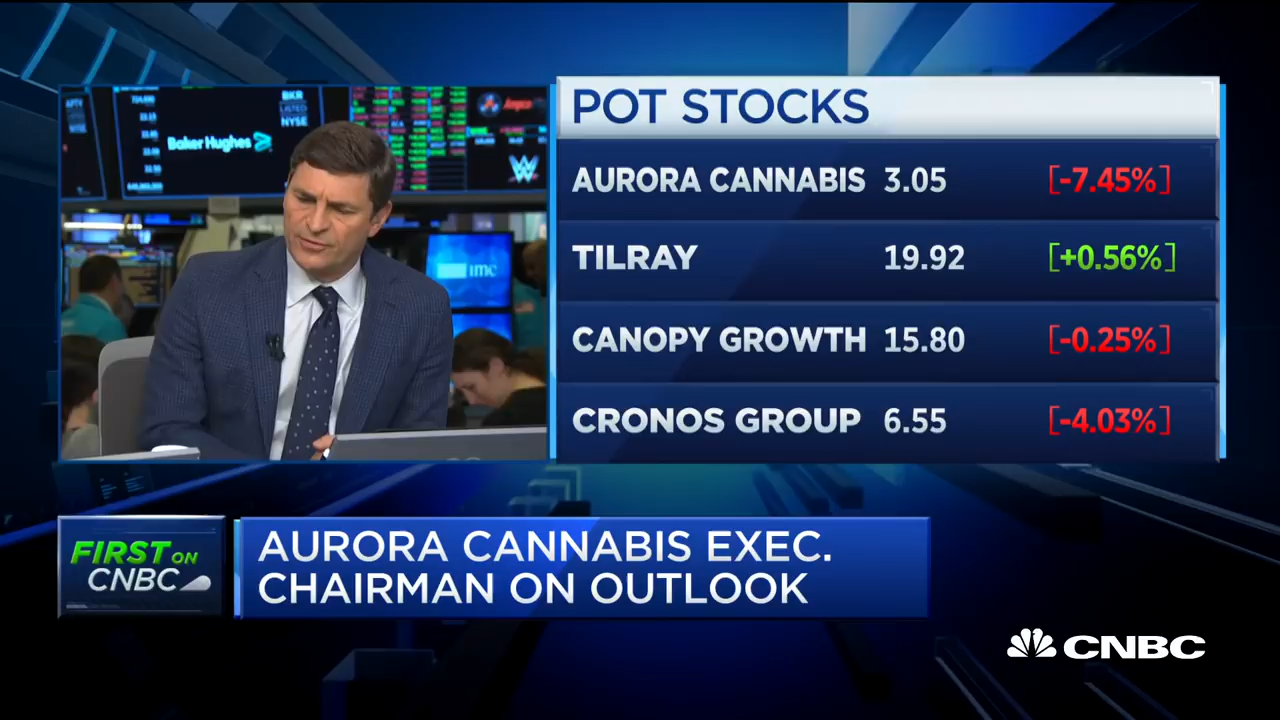 POT STOCKS
AURORA CANNABIS 3.05 [-7.45%]
TILRAY 19.92 [+0.56%]
CANOPY GROWTH 15.80 [-0.25%]
CRONOS GROUP 6.55 [-4.03%]
BKR
LISTED
NYSE
Baker Hughes
imc
FIRST ON
CNBC
AURORA CANNABIS EXEC.
CHAIRMAN ON OUTLOOK
CNBC